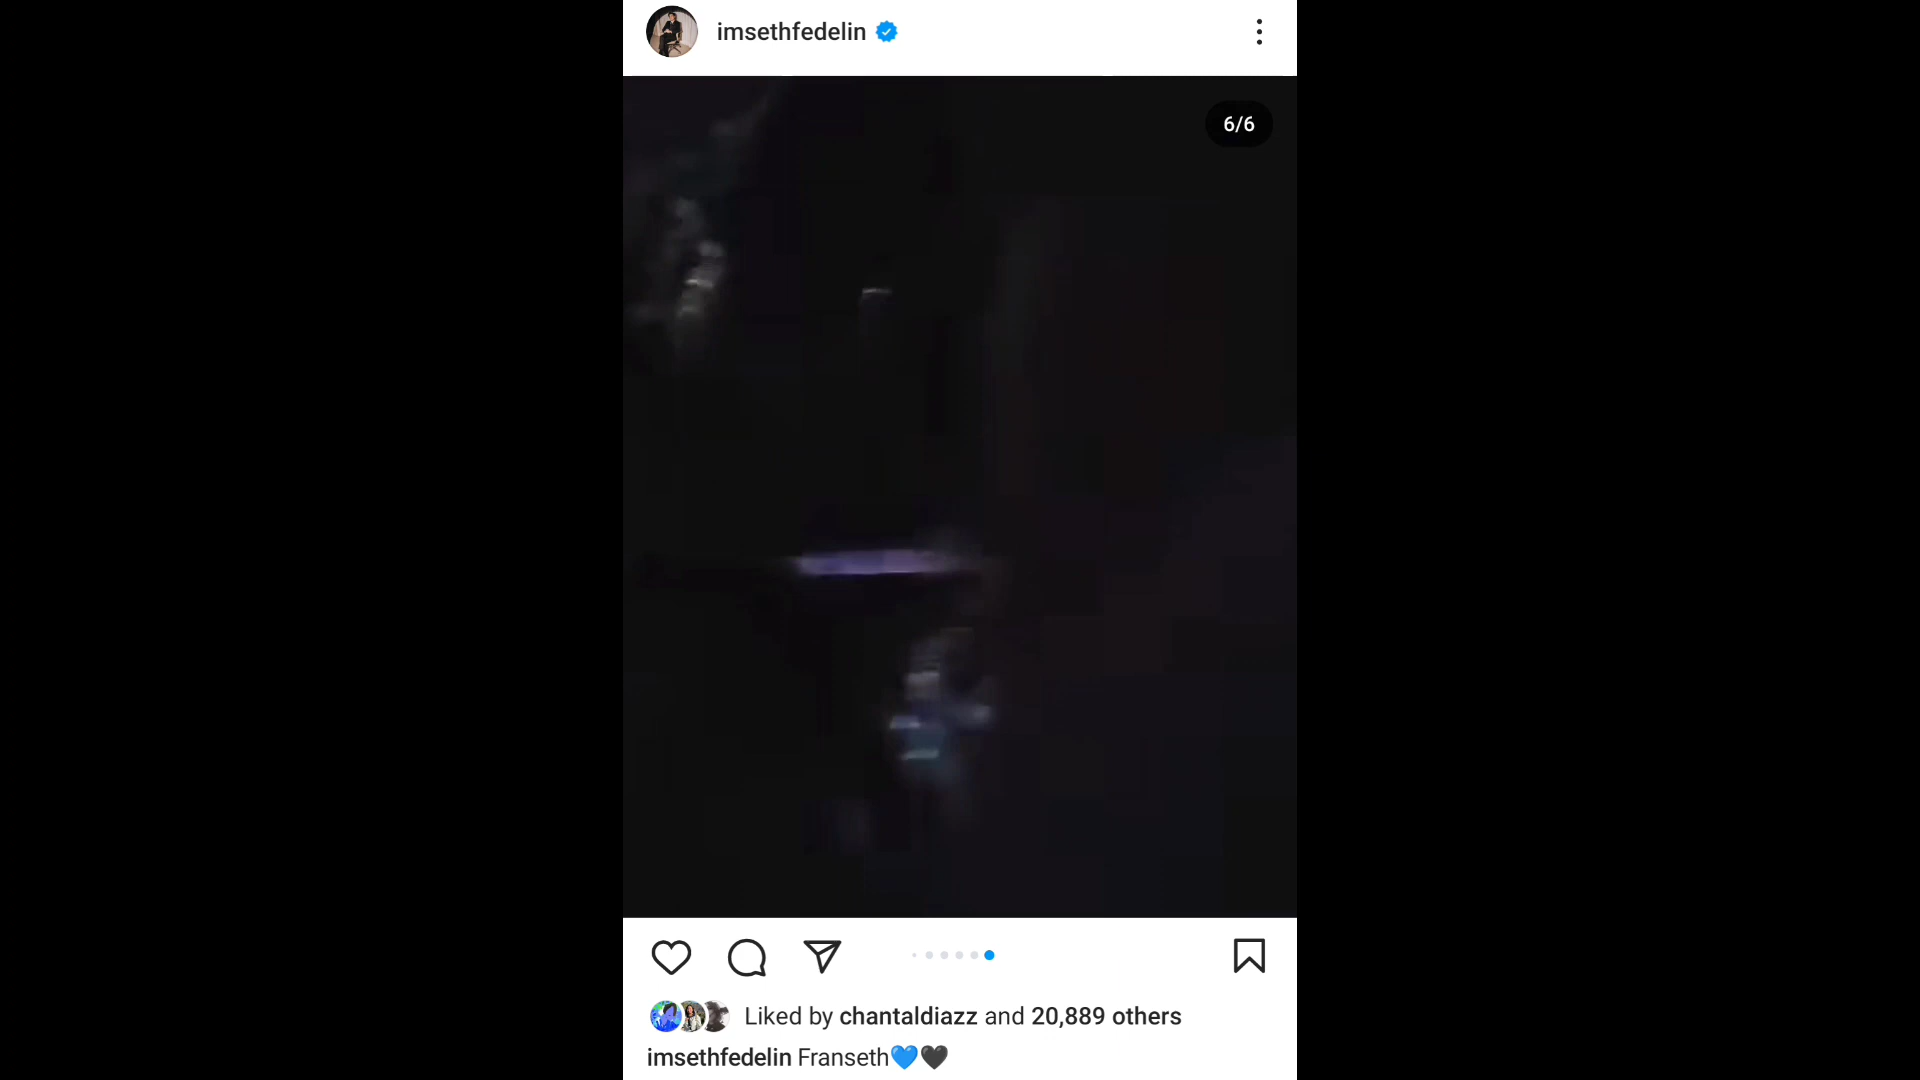 imsethfedelin
6/6
Liked by chantaldiazz and 20,889 others
imsethfedelin Franseth💙🖤